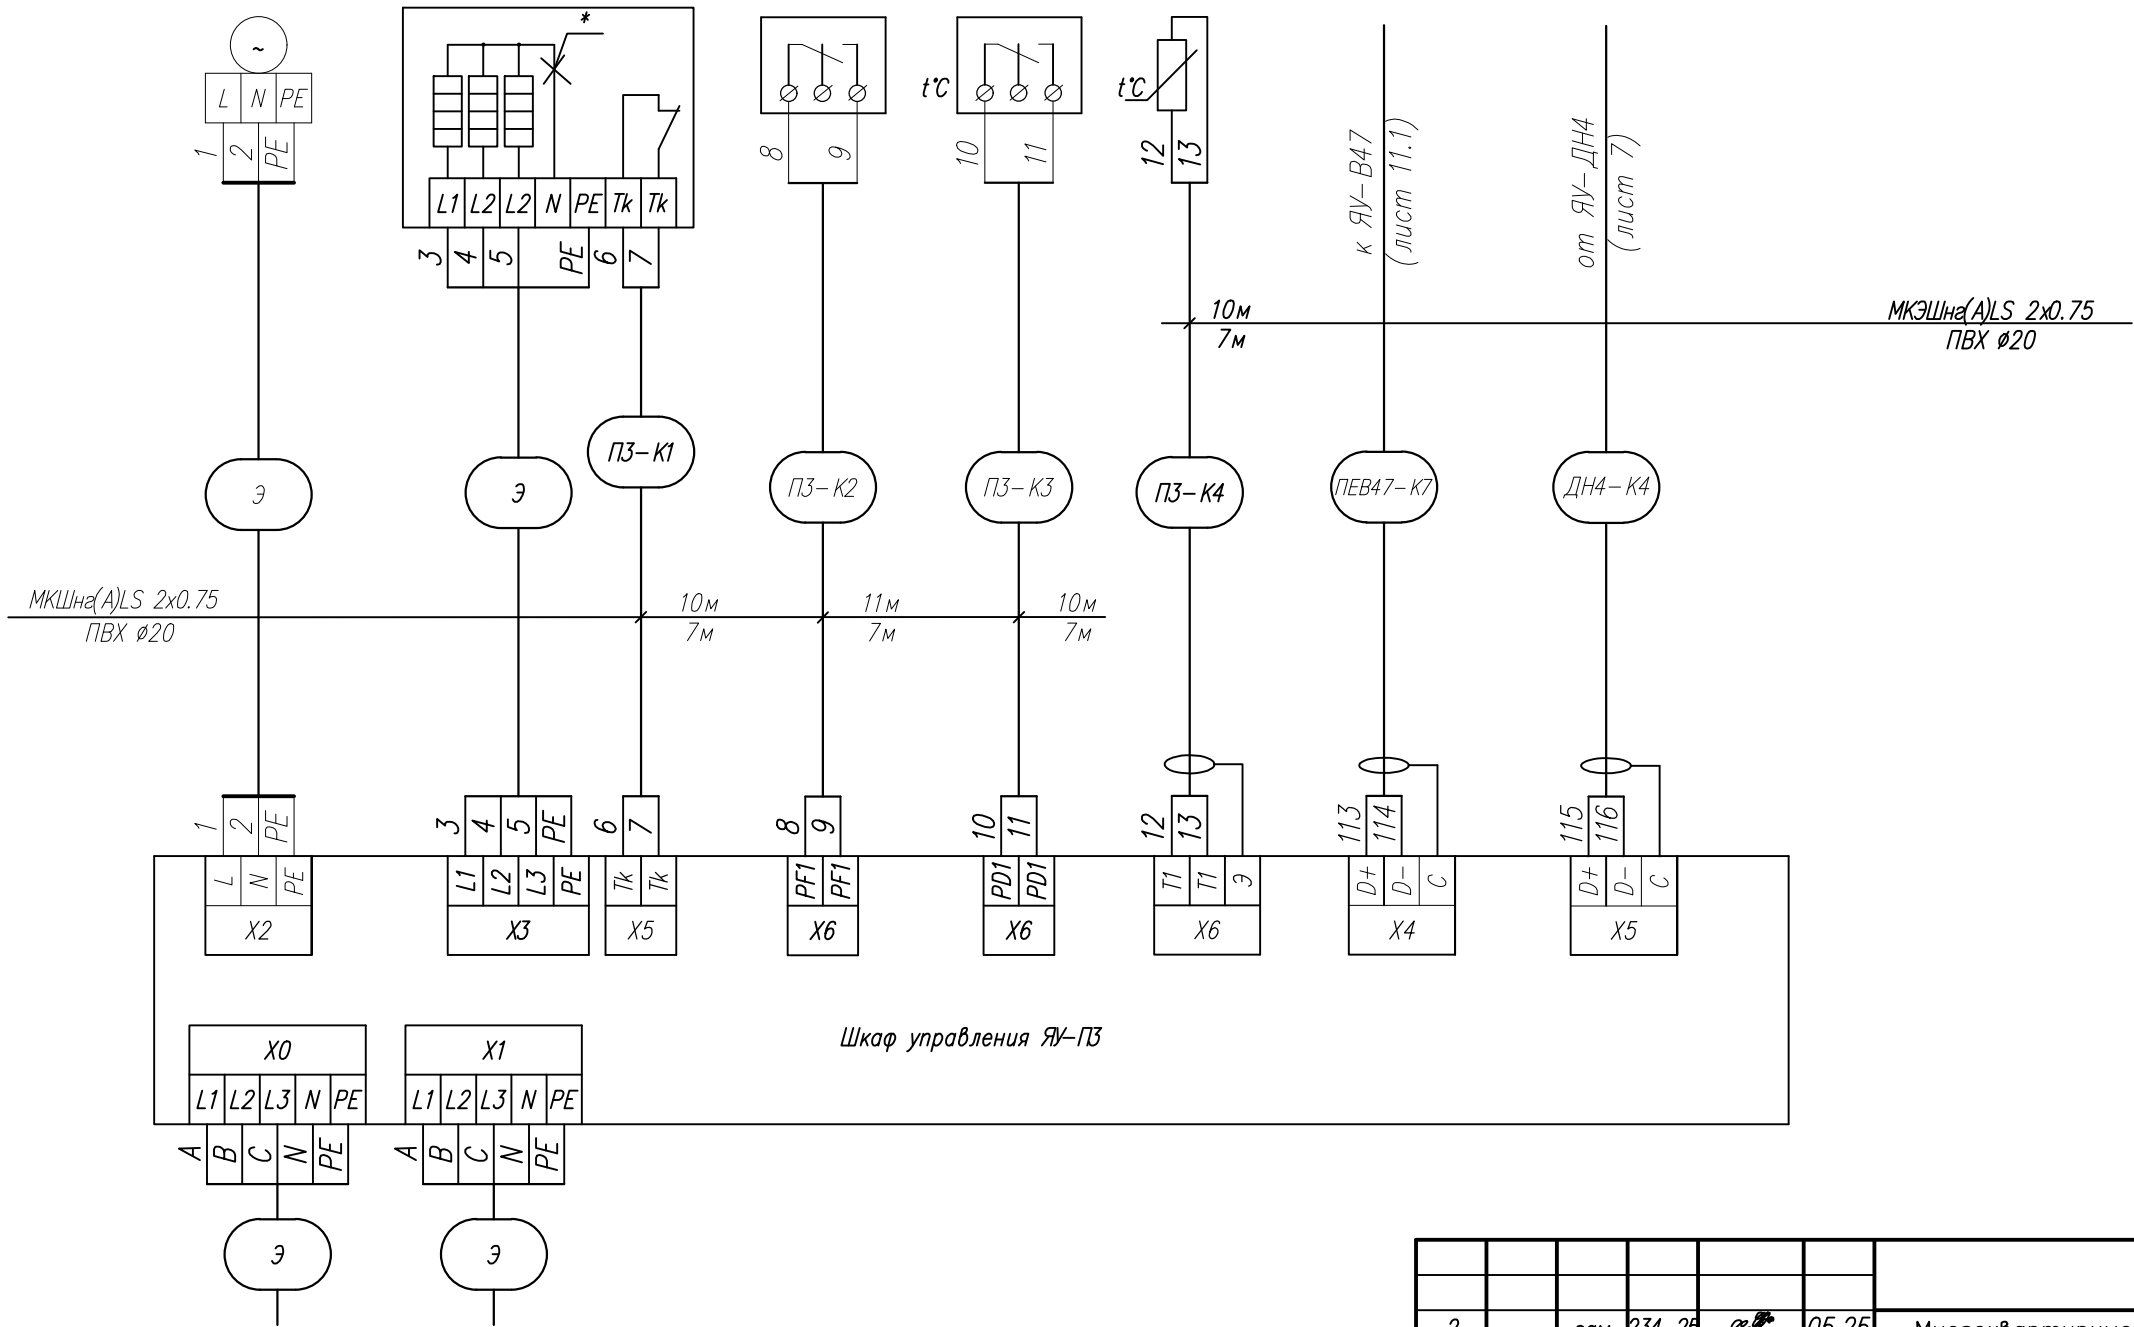 *
~
L N PE
1 2 PE
L1 L2 L2 N PE Tk Tk
3 4 5 PE 6 7
8 9
t°C
10 11
t°C
12 13
к ЯУ-В47
(лист 11.1)
от ЯУ-ДН4
(лист 7)
10м
7м
МКЭШнг(А)LS 2х0.75
ПВХ ⌀20
Э
Э
П3-К1
П3-К2
П3-К3
П3-К4
ПЕВ47-К7
ДН4-К4
МКШнг(А)LS 2х0.75
ПВХ ⌀20
10м
7м
11м
7м
10м
7м
1 2 PE
3 4 5 PE
6 7
8 9
10 11
12 13
113 114
115 116
L N PE
L1 L2 L3 PE
Tk Tk
PF1 PF1
PD1 PD1
T1 T1 Э
D+ D- C
D+ D- C
X2
X3
X5
X6
X6
X6
X4
X5
Шкаф управления ЯУ-П3
X0
X1
L1 L2 L3 N PE
L1 L2 L3 N PE
A B C N PE
A B C N PE
Э
Э